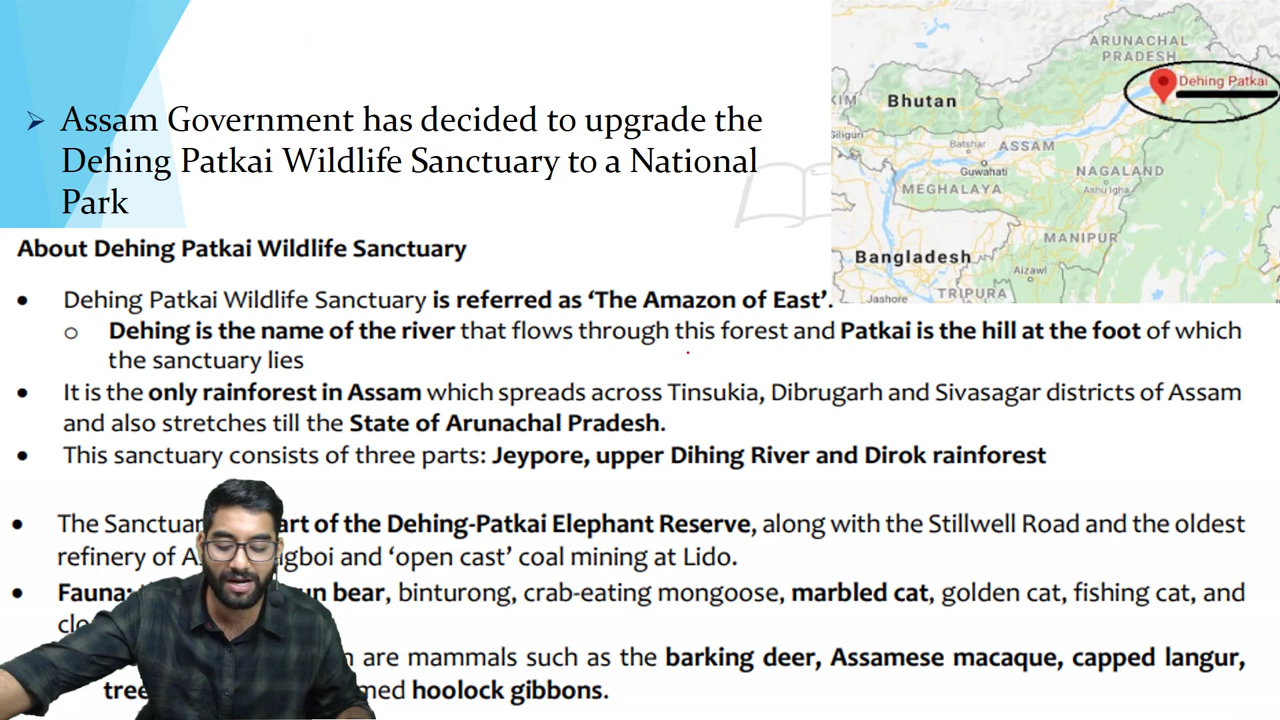 ➢ Assam Government has decided to upgrade the
Dehing Patkai Wildlife Sanctuary to a National
Park
ARUNACHAL
PRADESH
Dehing Patkai
KIM
Bhutan
Siliguri
Batshar
ASSAM
Guwahati
NAGALAND
MEGHALAYA
MANIPUR
Bangladesh
Aizawl
Jashore
TRIPURA
About Dehing Patkai Wildlife Sanctuary
• Dehing Patkai Wildlife Sanctuary is referred as ‘The Amazon of East’.
o Dehing is the name of the river that flows through this forest and Patkai is the hill at the foot of which
the sanctuary lies
• It is the only rainforest in Assam which spreads across Tinsukia, Dibrugarh and Sivasagar districts of Assam
and also stretches till the State of Arunachal Pradesh.
• This sanctuary consists of three parts: Jeypore, upper Dihing River and Dirok rainforest
• The Sanctuar art of the Dehing-Patkai Elephant Reserve, along with the Stillwell Road and the oldest
refinery of A igboi and ‘open cast’ coal mining at Lido.
• Fauna: un bear, binturong, crab-eating mongoose, marbled cat, golden cat, fishing cat, and
clo
are mammals such as the barking deer, Assamese macaque, capped langur,
tree med hoolock gibbons.